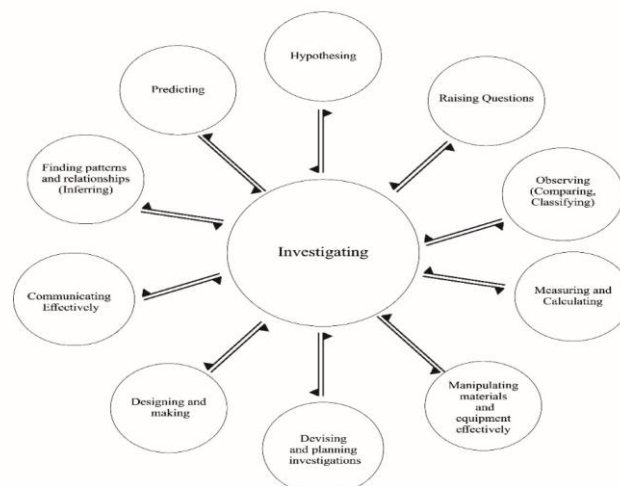 Hypothesing
Predicting
Raising Questions
Finding patterns
and relationships
(Inferring)
Observing
(Comparing,
Classifying)
Investigating
Communicating
Effectively
Measuring and
Calculating
Designing and
making
Manipulating
materials
and
equipment
effectively
Devising
and planning
investigations